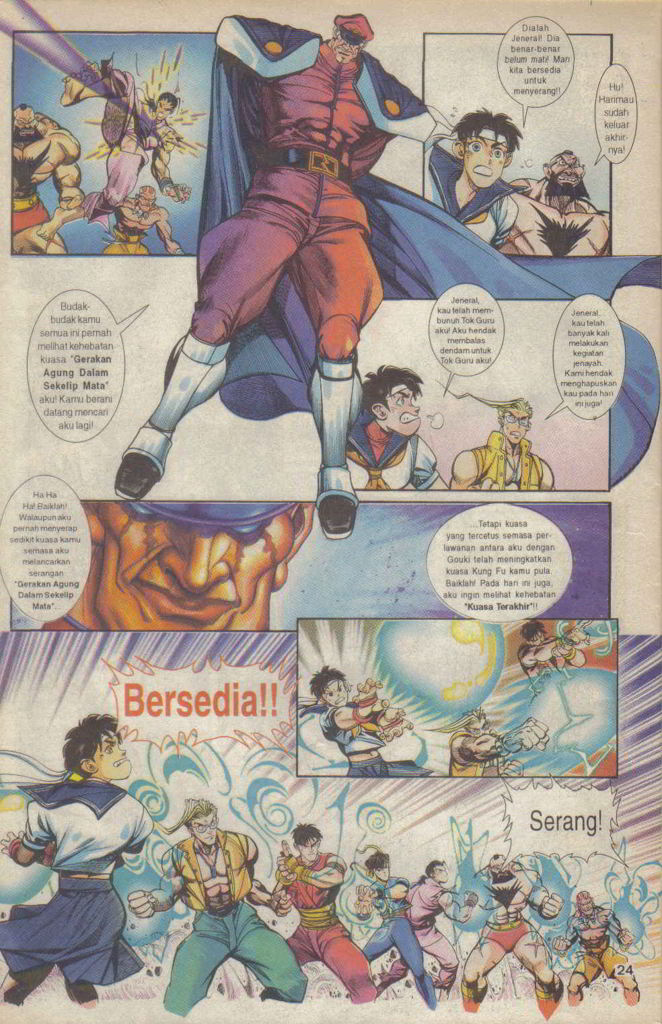 Dialah
Jeneral! Dia
benar-benar
belum mati! Mari
kita bersedia
untuk
menyerang!!
Hu!
Harimau
sudah
keluar
akhir-
nya!
Budak-
budak kamu
semua ini pernah
melihat kehebatan
kuasa "Gerakan
Agung Dalam
Sekelip Mata"
aku! Kamu berani
datang mencari
aku lagi!
Jeneral,
kau telah mem-
bunuh Tok Guru
aku! Aku hendak
membalas
dendam untuk
Tok Guru aku!
Jeneral,
kau telah
banyak kali
melakukan
kegiatan
jenayah.
Kami hendak
menghapuskan
kau pada hari
ini juga!
Ha Ha
Ha! Baiklah!
Walaupun aku
pernah menyerap
sedikit kuasa kamu
semasa aku
melancarkan
serangan
"Gerakan Agung
Dalam Sekelip
Mata"...
...Tetapi kuasa
yang tercetus semasa per-
lawanan antara aku dengan
Gouki telah meningkatkan
kuasa Kung Fu kamu pula.
Baiklah! Pada hari ini juga,
aku ingin melihat kehebatan
"Kuasa Terakhir"!!
Bersedia!!
Serang!
24